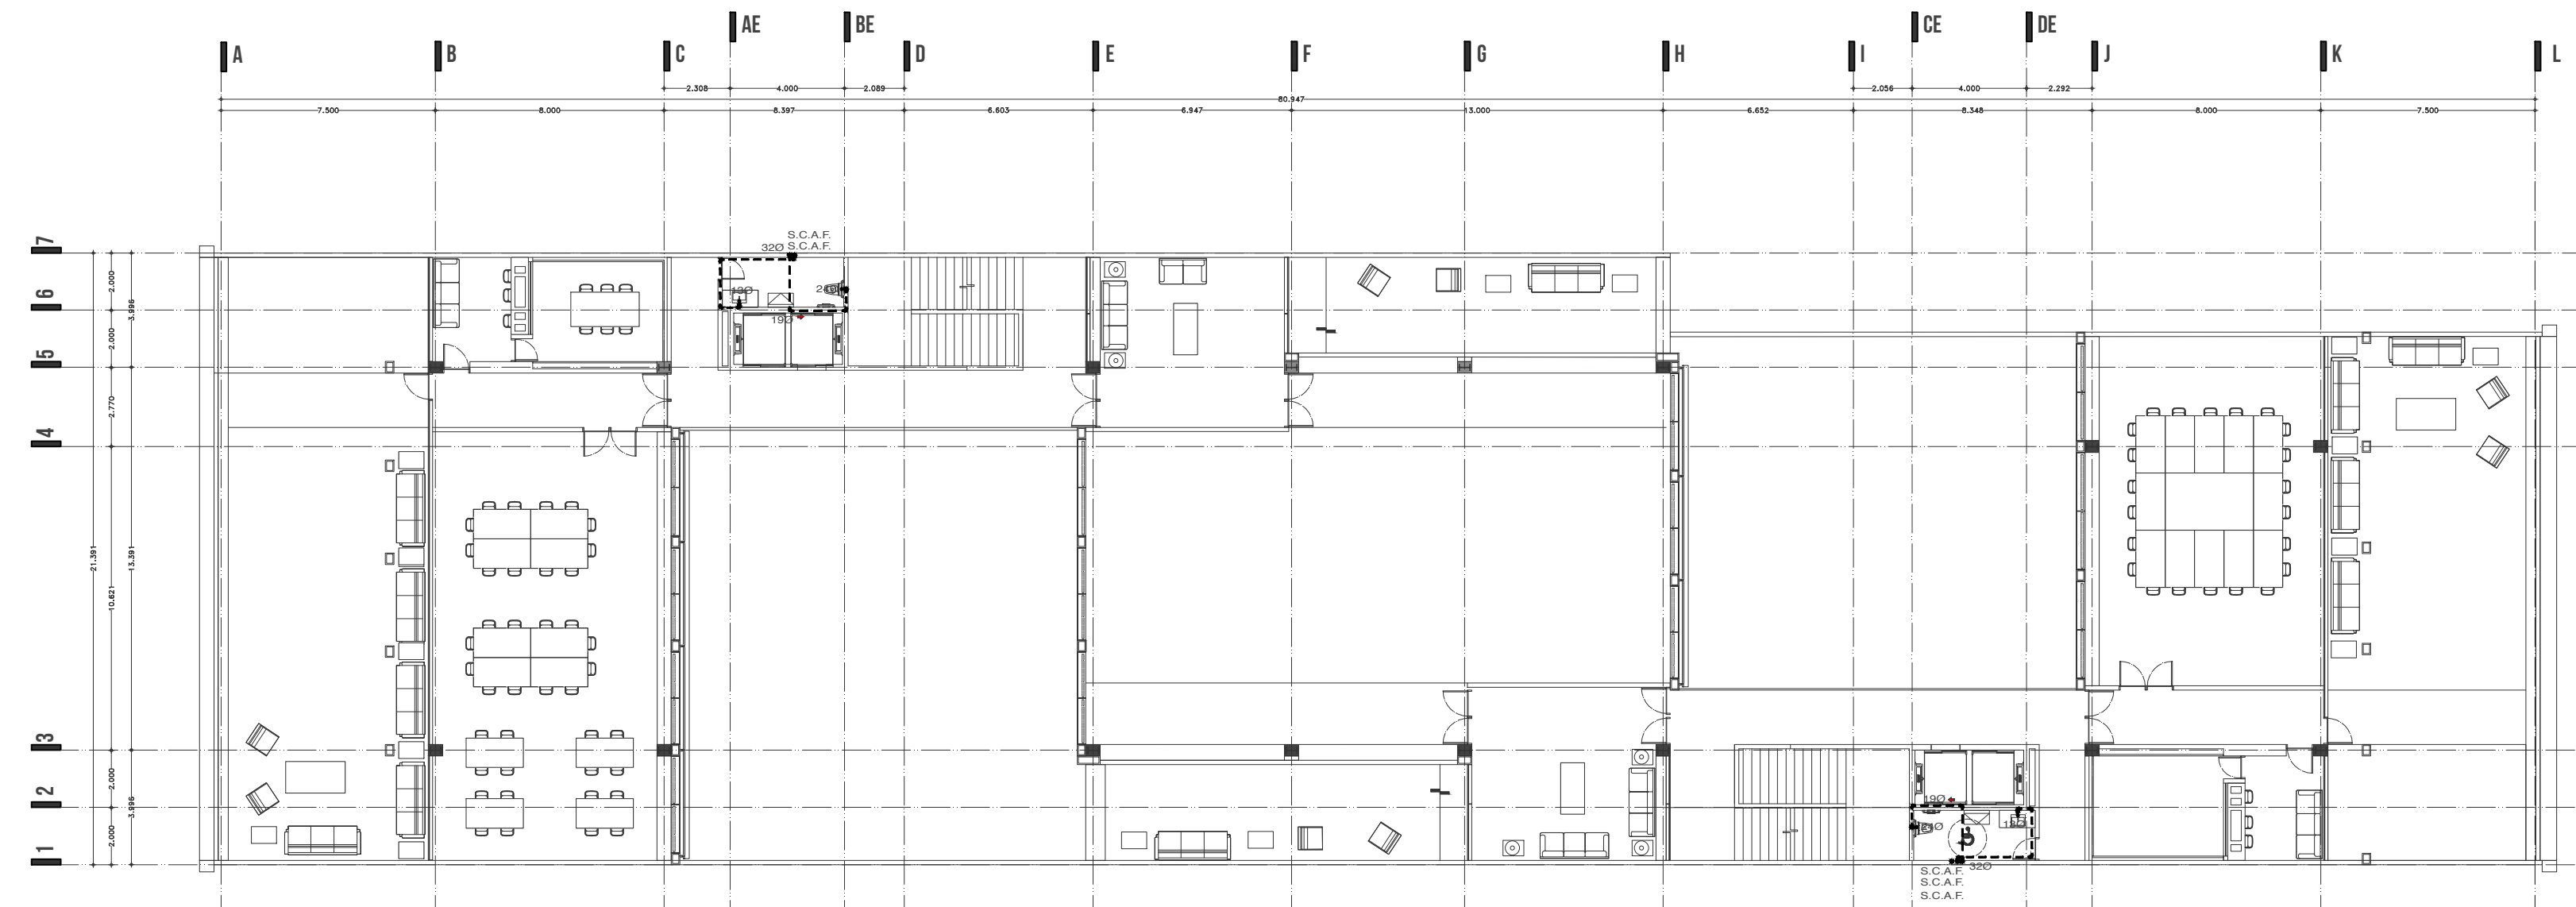 AE BE CE DE
A B C D E F G H I J K L
2.308 4.000 2.089 2.056 4.000 2.292
80.947
7.500 8.000 8.397 6.603 6.947 13.000 6.652 8.348 8.000 7.500
7
6
5
4
3
2
1
2.000
3.996
2.000
2.770
21.391
10.621
13.391
2.000
3.996
2.000
S.C.A.F.
32Ø S.C.A.F.
13Ø
19Ø
19Ø
32Ø
S.C.A.F.
S.C.A.F.
S.C.A.F.